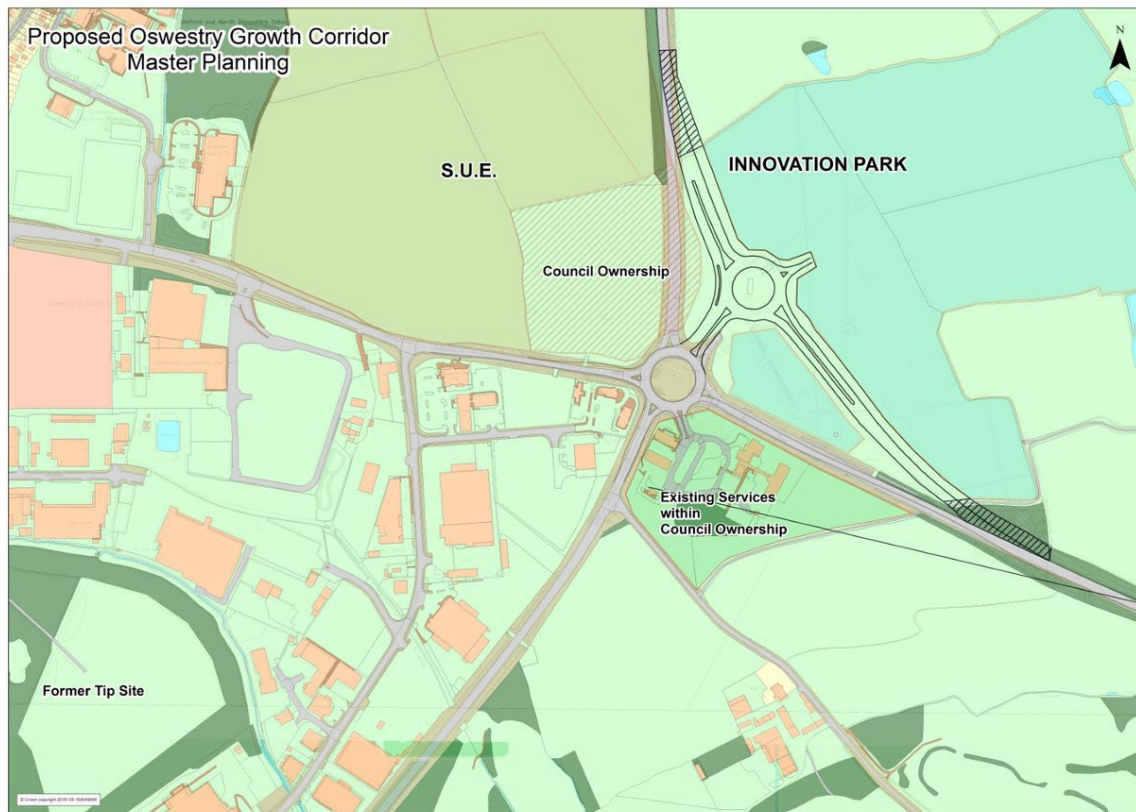 Proposed Oswestry Growth Corridor
Master Planning
N
S.U.E.
INNOVATION PARK
Council Ownership
Existing Services
within
Council Ownership
Former Tip Site